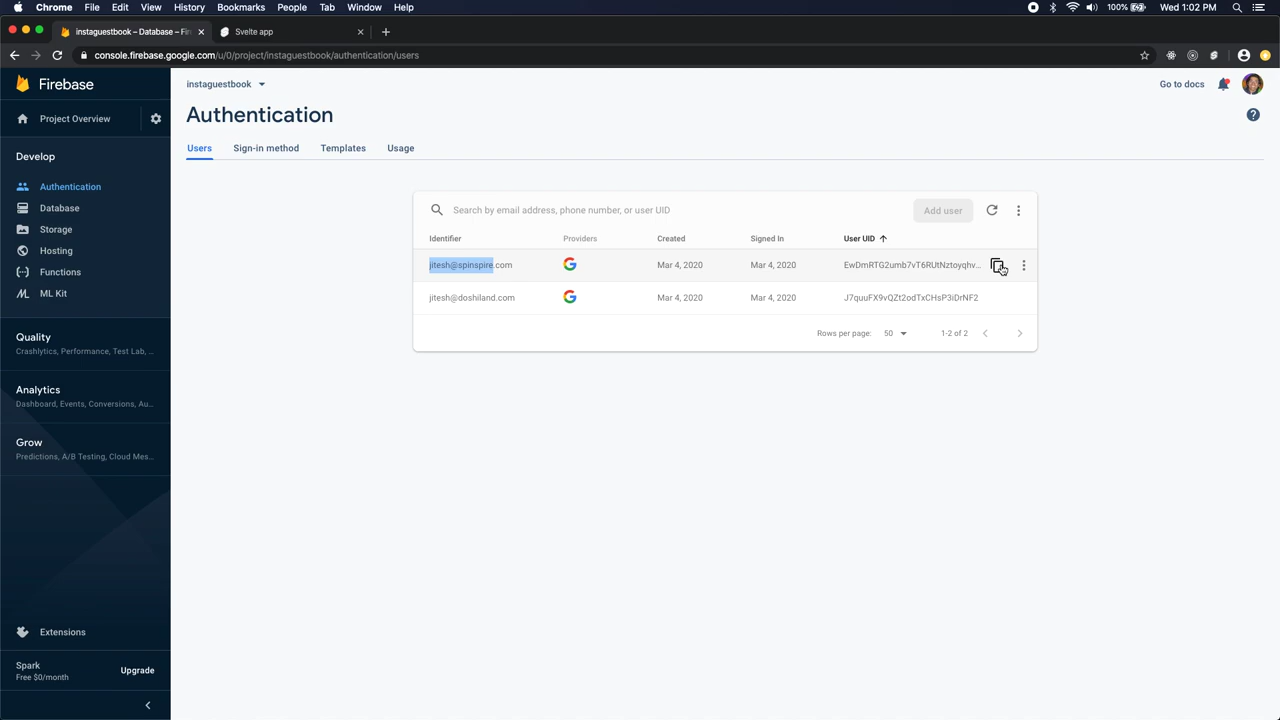 Chrome File Edit View History Bookmarks People Tab Window Help 100% Wed 1:02 PM
instaguestbook – Database – Fire Svelte app
console.firebase.google.com/u/0/project/instaguestbook/authentication/users
Firebase
instaguestbook
Go to docs
Project Overview
Authentication
Users Sign-in method Templates Usage
Develop
Authentication
Database
Storage
Hosting
Functions
ML Kit
Quality
Crashlytics, Performance, Test Lab, ...
Analytics
Dashboard, Events, Conversions, Au...
Grow
Predictions, A/B Testing, Cloud Mes...
Extensions
Spark
Free $0/month
Upgrade
Search by email address, phone number, or user UID
Add user
Identifier Providers Created Signed In User UID
jitesh@spinspire.com Mar 4, 2020 Mar 4, 2020 EwDmRTG2umb7vT6RUtNztoyqhv...
jitesh@doshiland.com Mar 4, 2020 Mar 4, 2020 J7quuFX9vQZt2odTxCHsP3iDrNF2
Rows per page: 50 1-2 of 2